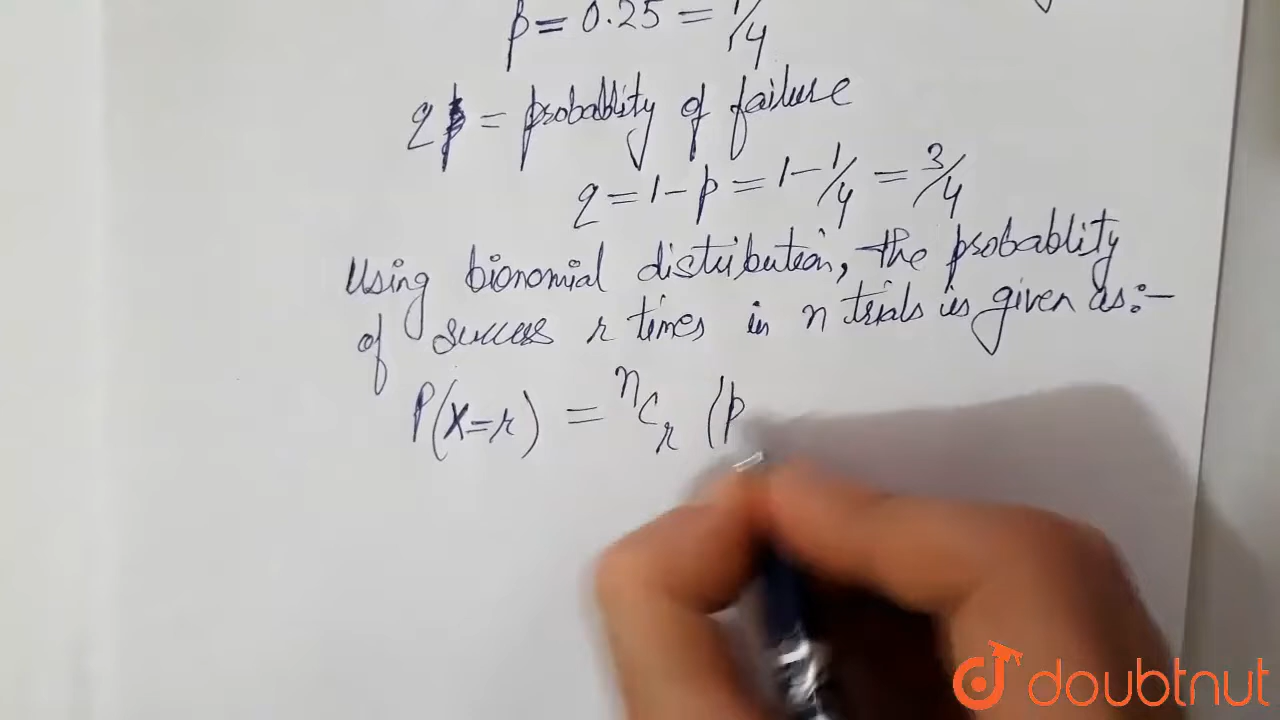 p = 0.25 = 1/4
q = probablity of failure
q = 1 - p = 1 - 1/4 = 3/4
Using bionomial distribution, the probablity
of success r times in n trials is given as:-
P(X=r) = nCr (p
doubtnut